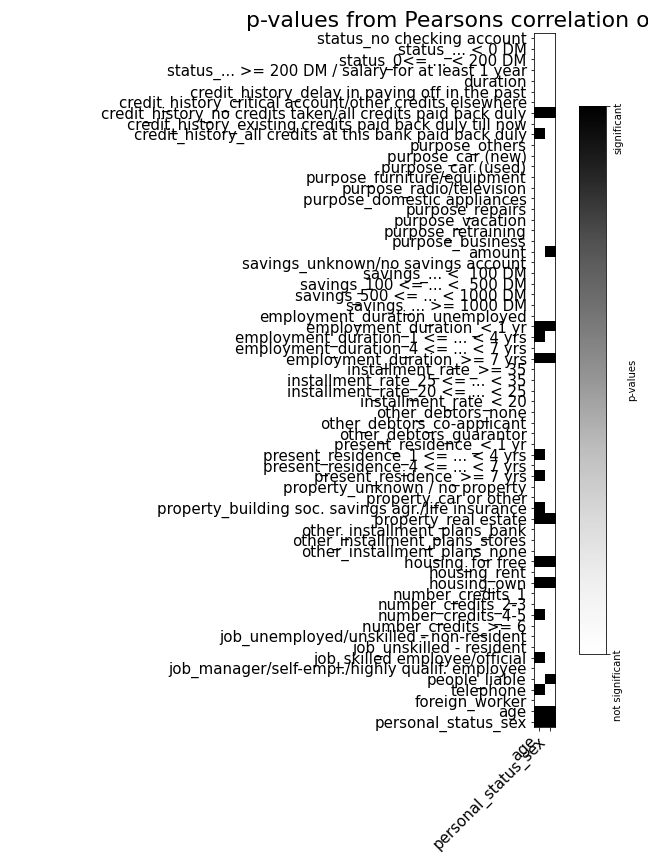 p-values from Pearsons correlation o
status_no checking account
status_... < 0 DM
status_0<= ... < 200 DM
status_... >= 200 DM / salary for at least 1 year
duration
credit_history_delay in paying off in the past
credit_history_critical account/other credits elsewhere
credit_history_no credits taken/all credits paid back duly
credit_history_existing credits paid back duly till now
credit_history_all credits at this bank paid back duly
purpose_others
purpose_car (new)
purpose_car (used)
purpose_furniture/equipment
purpose_radio/television
purpose_domestic appliances
purpose_repairs
purpose_vacation
purpose_retraining
purpose_business
amount
savings_unknown/no savings account
savings_... <  100 DM
savings_100 <= ... <  500 DM
savings_500 <= ... < 1000 DM
savings_... >= 1000 DM
employment_duration_unemployed
employment_duration_< 1 yr
employment_duration_1 <= ... < 4 yrs
employment_duration_4 <= ... < 7 yrs
employment_duration_>= 7 yrs
installment_rate_>= 35
installment_rate_25 <= ... < 35
installment_rate_20 <= ... < 25
installment_rate_< 20
other_debtors_none
other_debtors_co-applicant
other_debtors_guarantor
present_residence_< 1 yr
present_residence_1 <= ... < 4 yrs
present_residence_4 <= ... < 7 yrs
present_residence_>= 7 yrs
property_unknown / no property
property_car or other
property_building soc. savings agr./life insurance
property_real estate
other_installment_plans_bank
other_installment_plans_stores
other_installment_plans_none
housing_for free
housing_rent
housing_own
number_credits_1
number_credits_2-3
number_credits_4-5
number_credits_>= 6
job_unemployed/unskilled - non-resident
job_unskilled - resident
job_skilled employee/official
job_manager/self-empl./highly qualif. employee
people_liable
telephone
foreign_worker
age
personal_status_sex
age
personal_status_sex
significant
p-values
not significant